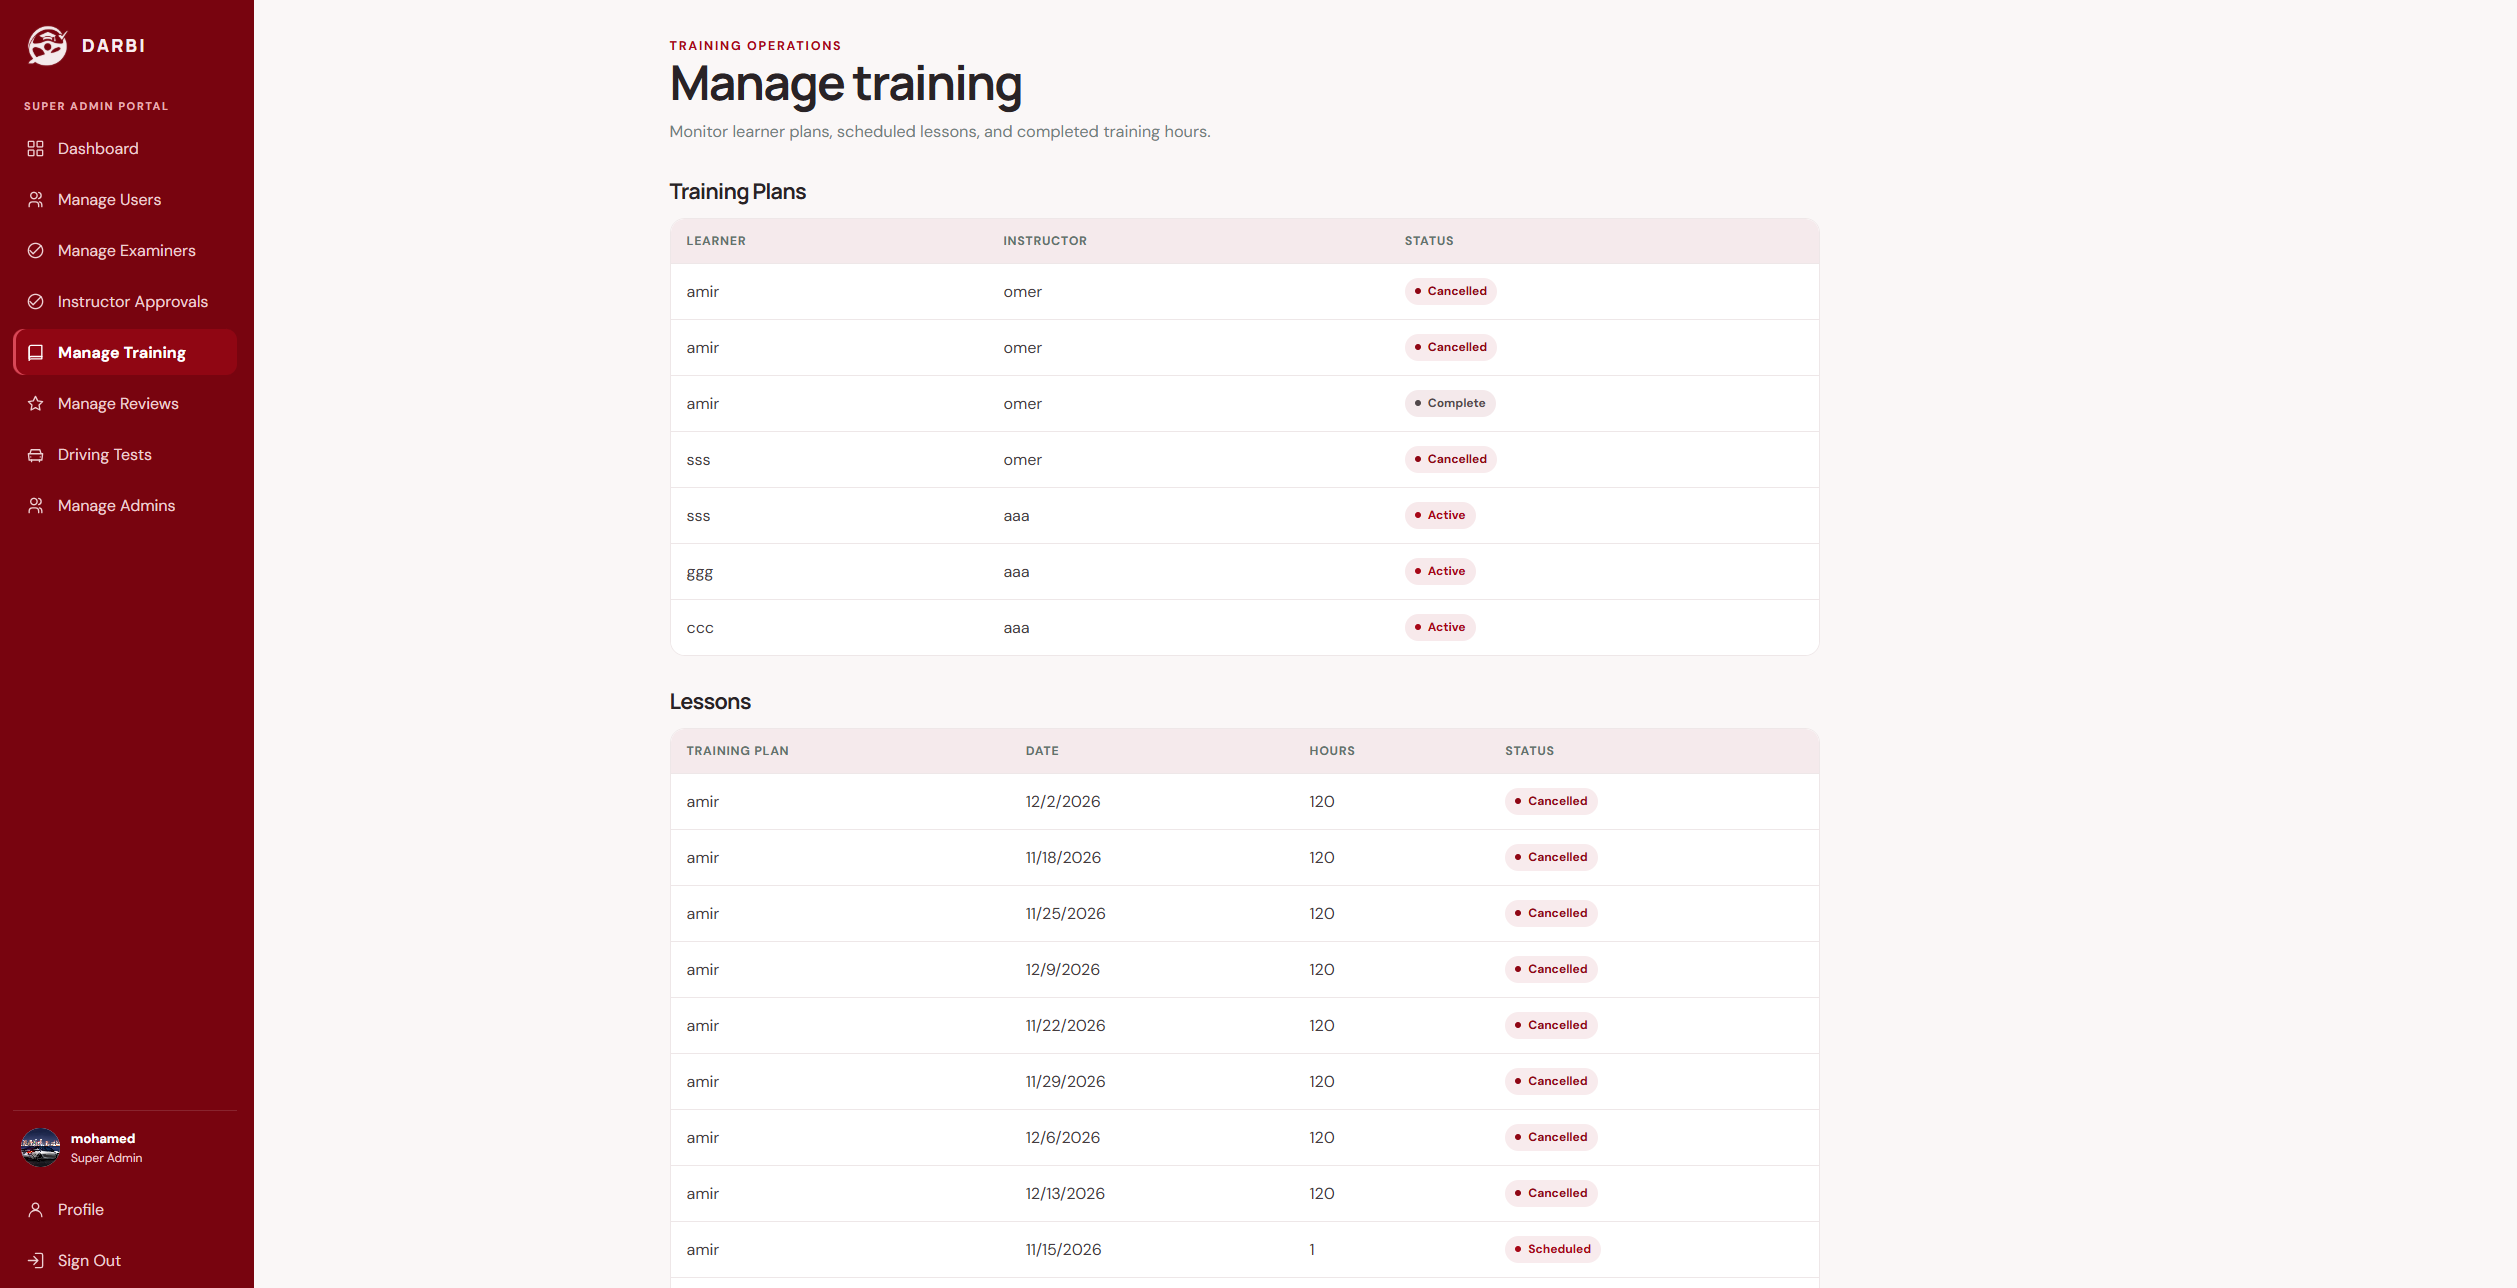 DARBI
SUPER ADMIN PORTAL
Dashboard
Manage Users
Manage Examiners
Instructor Approvals
Manage Training
Manage Reviews
Driving Tests
Manage Admins
mohamed
Super Admin
Profile
Sign Out
TRAINING OPERATIONS
Manage training
Monitor learner plans, scheduled lessons, and completed training hours.
Training Plans
LEARNER INSTRUCTOR STATUS
amir omer Cancelled
amir omer Cancelled
amir omer Complete
sss omer Cancelled
sss aaa Active
ggg aaa Active
ccc aaa Active
Lessons
TRAINING PLAN DATE HOURS STATUS
amir 12/2/2026 120 Cancelled
amir 11/18/2026 120 Cancelled
amir 11/25/2026 120 Cancelled
amir 12/9/2026 120 Cancelled
amir 11/22/2026 120 Cancelled
amir 11/29/2026 120 Cancelled
amir 12/6/2026 120 Cancelled
amir 12/13/2026 120 Cancelled
amir 11/15/2026 1 Scheduled